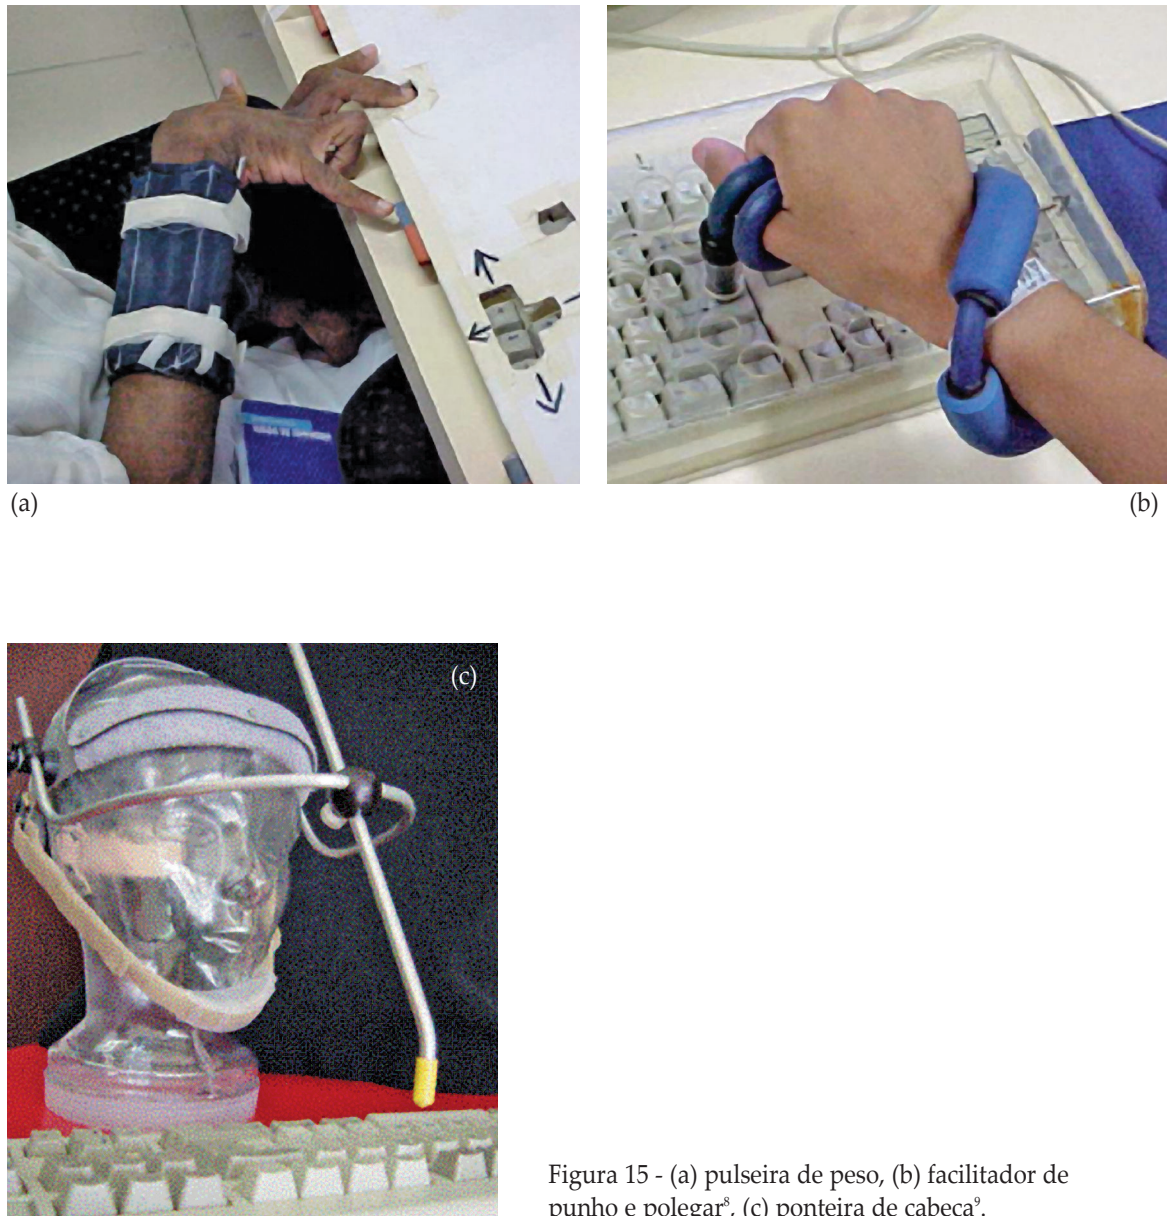 (a)
(b)
(c)
Figura 15 - (a) pulseira de peso, (b) facilitador de
punho e polegar⁸, (c) ponteira de cabeça⁹.